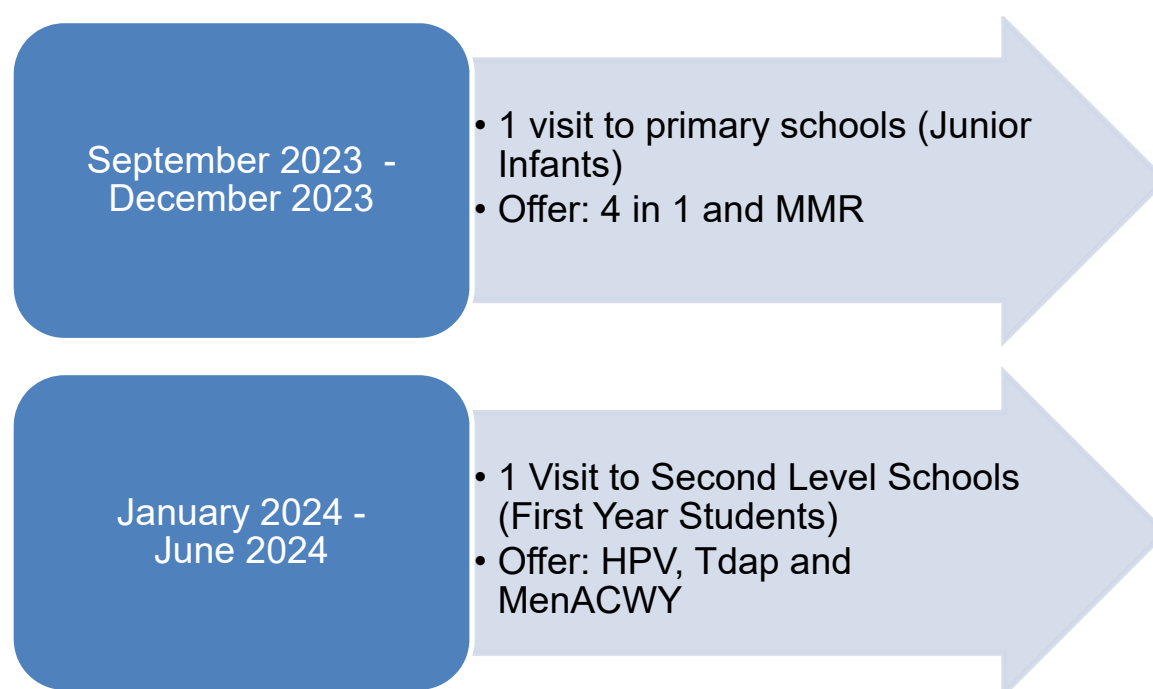 September 2023  -
December 2023
• 1 visit to primary schools (Junior
Infants)
• Offer: 4 in 1 and MMR
January 2024 -
June 2024
• 1 Visit to Second Level Schools
(First Year Students)
• Offer: HPV, Tdap and
MenACWY